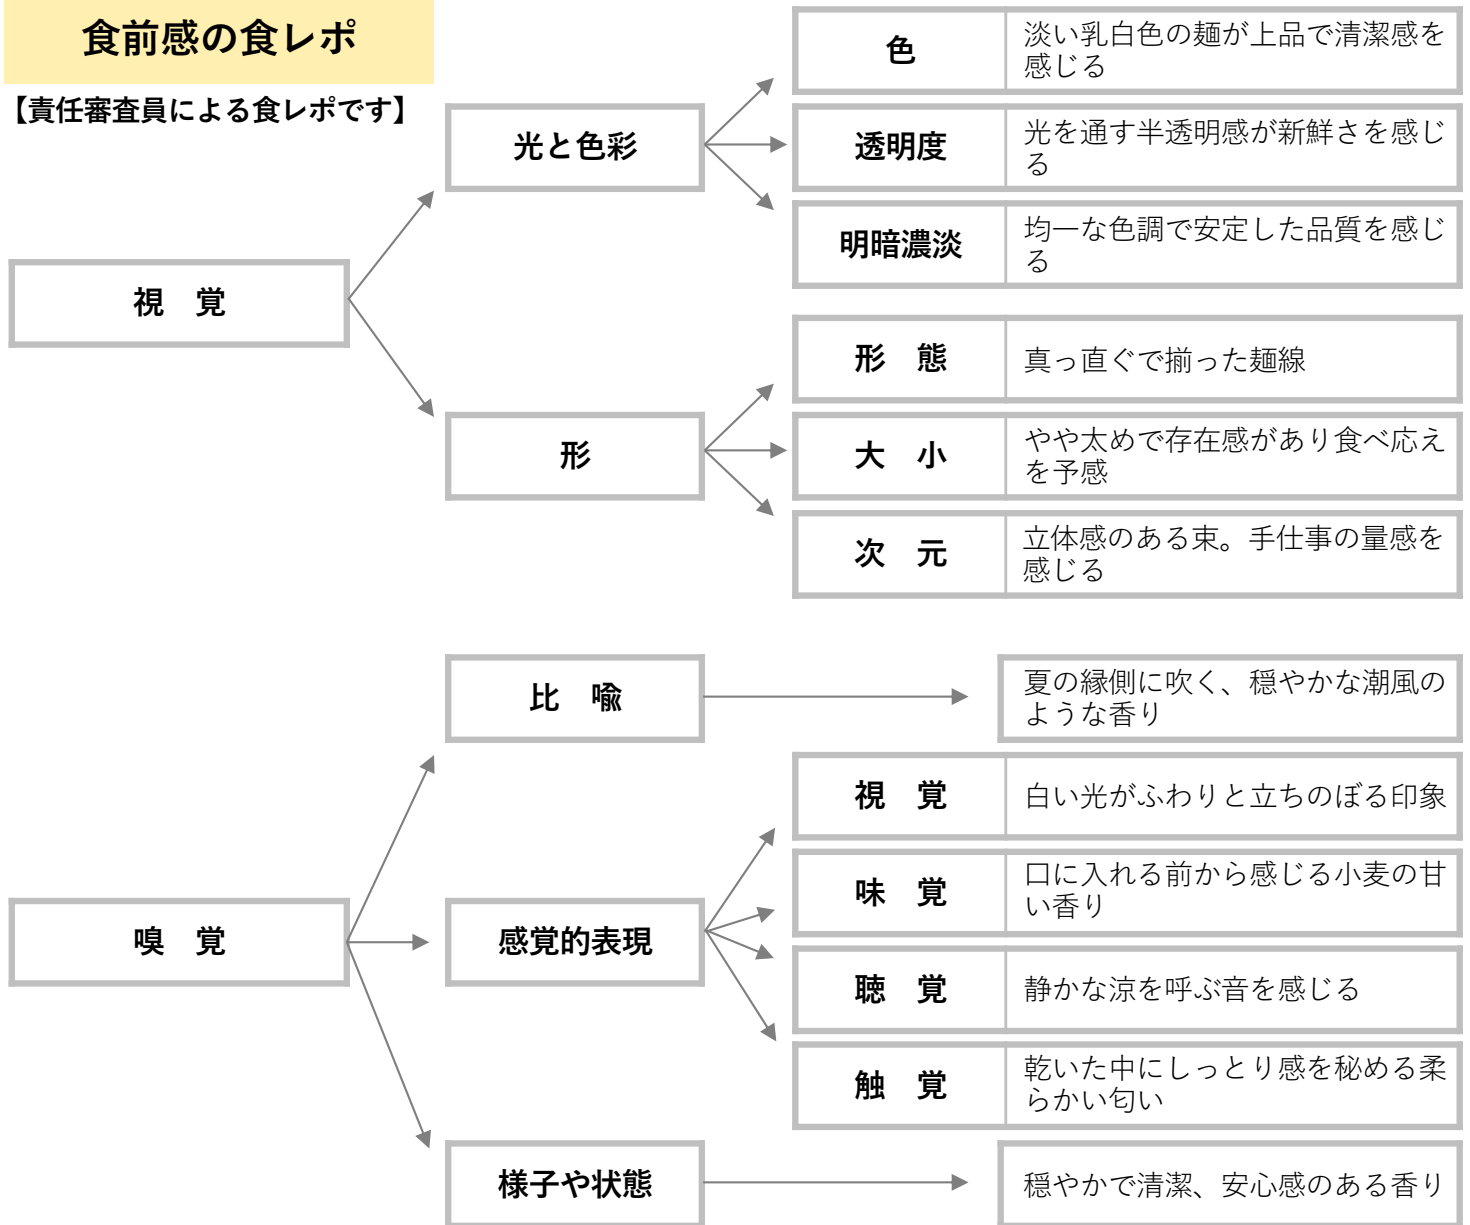 食前感の食レポ
【責任審査員による食レポです】
視　覚
光と色彩
色
淡い乳白色の麺が上品で清潔感を
感じる
透明度
光を通す半透明感が新鮮さを感じ
る
明暗濃淡
均一な色調で安定した品質を感じ
る
形
形　態
真っ直ぐで揃った麺線
大　小
やや太めで存在感があり食べ応え
を予感
次　元
立体感のある束。手仕事の量感を
感じる
嗅　覚
比　喩
夏の縁側に吹く、穏やかな潮風の
ような香り
感覚的表現
視　覚
白い光がふわりと立ちのぼる印象
味　覚
口に入れる前から感じる小麦の甘
い香り
聴　覚
静かな涼を呼ぶ音を感じる
触　覚
乾いた中にしっとり感を秘める柔
らかい匂い
様子や状態
穏やかで清潔、安心感のある香り